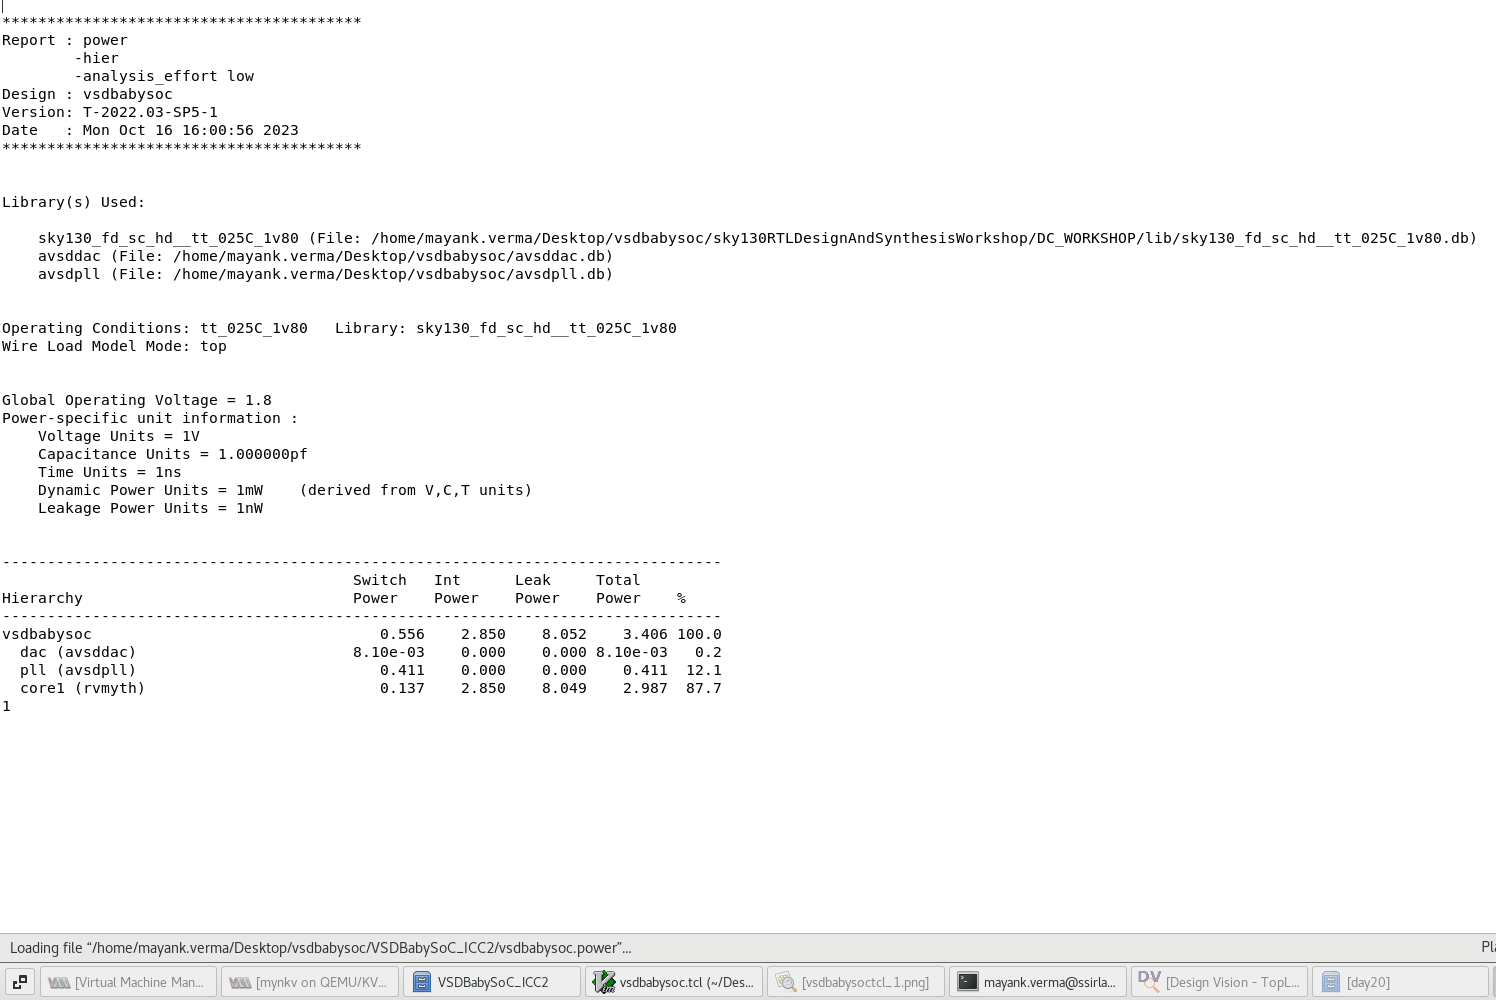 ****************************************
Report : power
        -hier
        -analysis_effort low
Design : vsdbabysoc
Version: T-2022.03-SP5-1
Date   : Mon Oct 16 16:00:56 2023
****************************************
Library(s) Used:
    sky130_fd_sc_hd__tt_025C_1v80 (File: /home/mayank.verma/Desktop/vsdbabysoc/sky130RTLDesignAndSynthesisWorkshop/DC_WORKSHOP/lib/sky130_fd_sc_hd__tt_025C_1v80.db)
    avsddac (File: /home/mayank.verma/Desktop/vsdbabysoc/avsddac.db)
    avsdpll (File: /home/mayank.verma/Desktop/vsdbabysoc/avsdpll.db)
Operating Conditions: tt_025C_1v80   Library: sky130_fd_sc_hd__tt_025C_1v80
Wire Load Model Mode: top
Global Operating Voltage = 1.8
Power-specific unit information :
    Voltage Units = 1V
    Capacitance Units = 1.000000pf
    Time Units = 1ns
    Dynamic Power Units = 1mW    (derived from V,C,T units)
    Leakage Power Units = 1nW
--------------------------------------------------------------------------------
                                       Switch   Int      Leak     Total
Hierarchy                              Power    Power    Power    Power    %
--------------------------------------------------------------------------------
vsdbabysoc                                0.556    2.850    8.052    3.406 100.0
  dac (avsddac)                        8.10e-03    0.000    0.000 8.10e-03   0.2
  pll (avsdpll)                           0.411    0.000    0.000    0.411  12.1
  core1 (rvmyth)                          0.137    2.850    8.049    2.987  87.7
1
Loading file “/home/mayank.verma/Desktop/vsdbabysoc/VSDBabySoC_ICC2/vsdbabysoc.power”...
[Virtual Machine Man... [mynkv on QEMU/KV... VSDBabySoC_ICC2 vsdbabysoc.tcl (~/Des... [vsdbabysoctcl_1.png] mayank.verma@ssirla... [Design Vision - TopL... [day20]